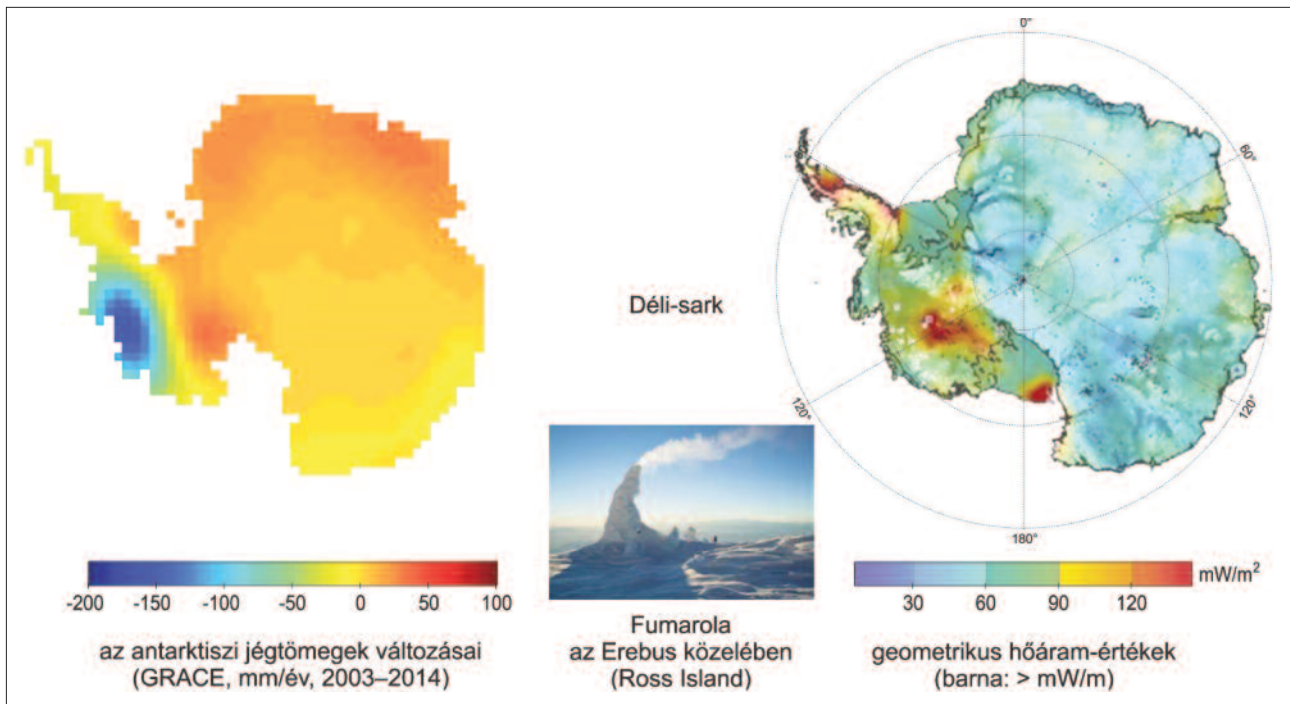 0°
60°
Déli-sark
120°
120°
180°
-200 -150 -100 -50 0 50 100
30 60 90 120 mW/m²
az antarktiszi jégtömegek változásai
(GRACE, mm/év, 2003–2014)
Fumarola
az Erebus közelében
(Ross Island)
geometrikus hőáram-értékek
(barna: > mW/m)